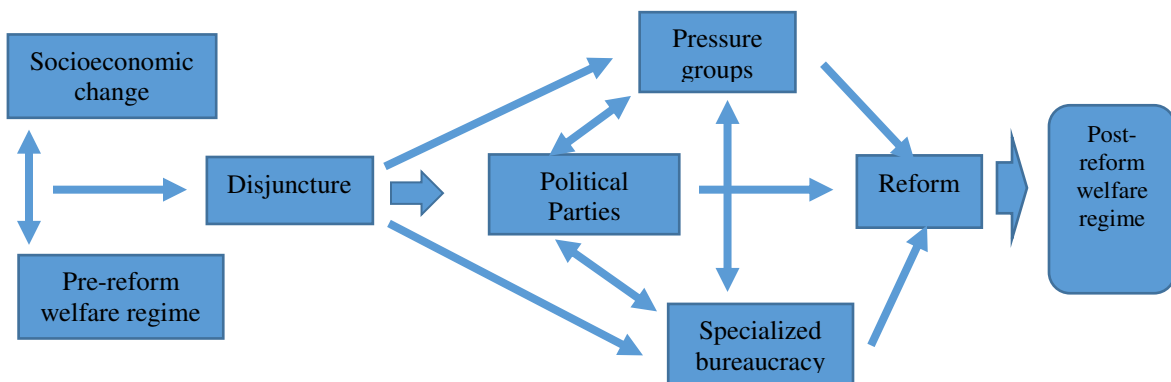 Socioeconomic
change
Pre-reform
welfare regime
Disjuncture
Pressure
groups
Political
Parties
Specialized
bureaucracy
Reform
Post-
reform
welfare
regime